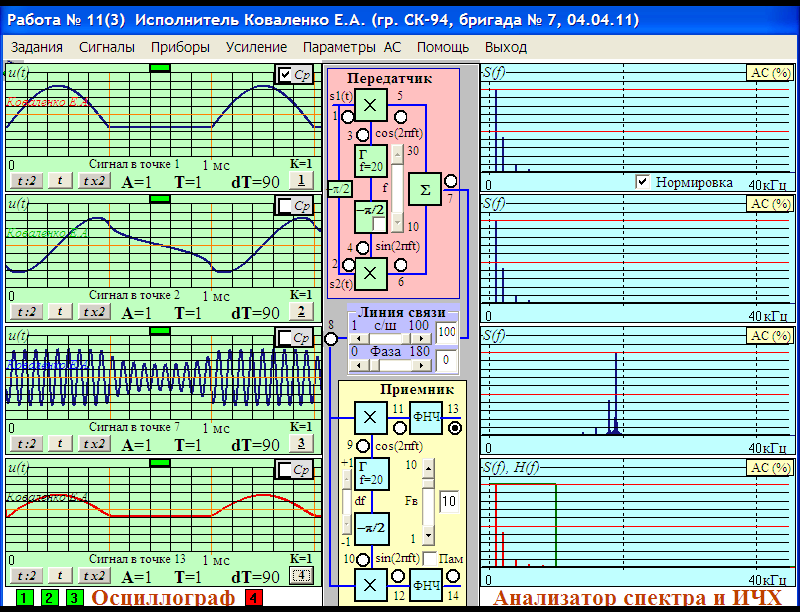 Работа № 11(3) Исполнитель Коваленко Е.А. (гр. СК-94, бригада № 7, 04.04.11)
Задания Сигналы Приборы Усиление Параметры АС Помощь Выход
u(t)
Ср
Коваленко Е.А
0 Сигнал в точке 1 1 мс К=1
t:2 t t x2 A=1 T=1 dT=90 1
u(t)
Ср
Коваленко Е.А
0 Сигнал в точке 2 1 мс К=1
t:2 t t x2 A=1 T=1 dT=90 2
u(t)
Ср
0 Сигнал в точке 7 1 мс К=1
t:2 t t x2 A=1 T=1 dT=90 3
u(t)
Ср
Коваленко Е.А
0 Сигнал в точке 13 1 мс К=1
t:2 t t x2 A=1 T=1 dT=90 4
1 2 3 Осциллограф 4
Передатчик
s1(t) X 5
1
3 cos(2πft)
Г f=20
30
−π/2
f
Σ
7
−π/2
10
4 sin(2πft)
2
s2(t) X 6
Линия связи
8
1 с/ш 100 100
0 Фаза 180 0
Приемник
X 11 ФНЧ 13
9 cos(2πft)
+1 Г f=20 10
df Fв 10
−π/2
-1 1
10 sin(2πft) Пам
X 12 ФНЧ 14
S(f) АС (%)
0 Нормировка 40кГц
S(f) АС (%)
0 40кГц
S(f) АС (%)
0 40кГц
S(f), H(f) АС (%)
0 40кГц
Анализатор спектра и ИЧХ